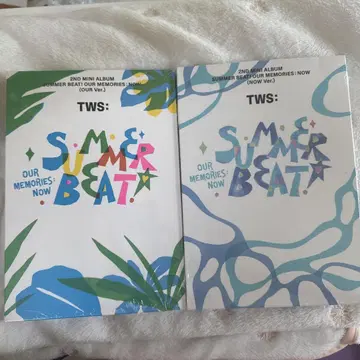 2ND MINI ALBUM
SUMMER BEAT! OUR MEMORIES: NOW
(OUR Ver.)
TWS:
SUMMER
BEAT!
OUR
MEMORIES:
NOW
2ND MINI ALBUM
SUMMER BEAT! OUR MEMORIES: NOW
(NOW Ver.)
TWS:
SUMMER
BEAT!
OUR
MEMORIES:
NOW